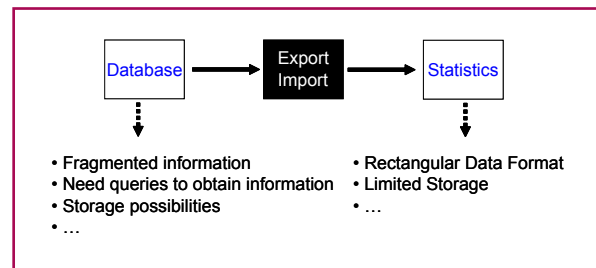 Database
Export
Import
Statistics
• Fragmented information
• Need queries to obtain information
• Storage possibilities
• ...
• Rectangular Data Format
• Limited Storage
• ...